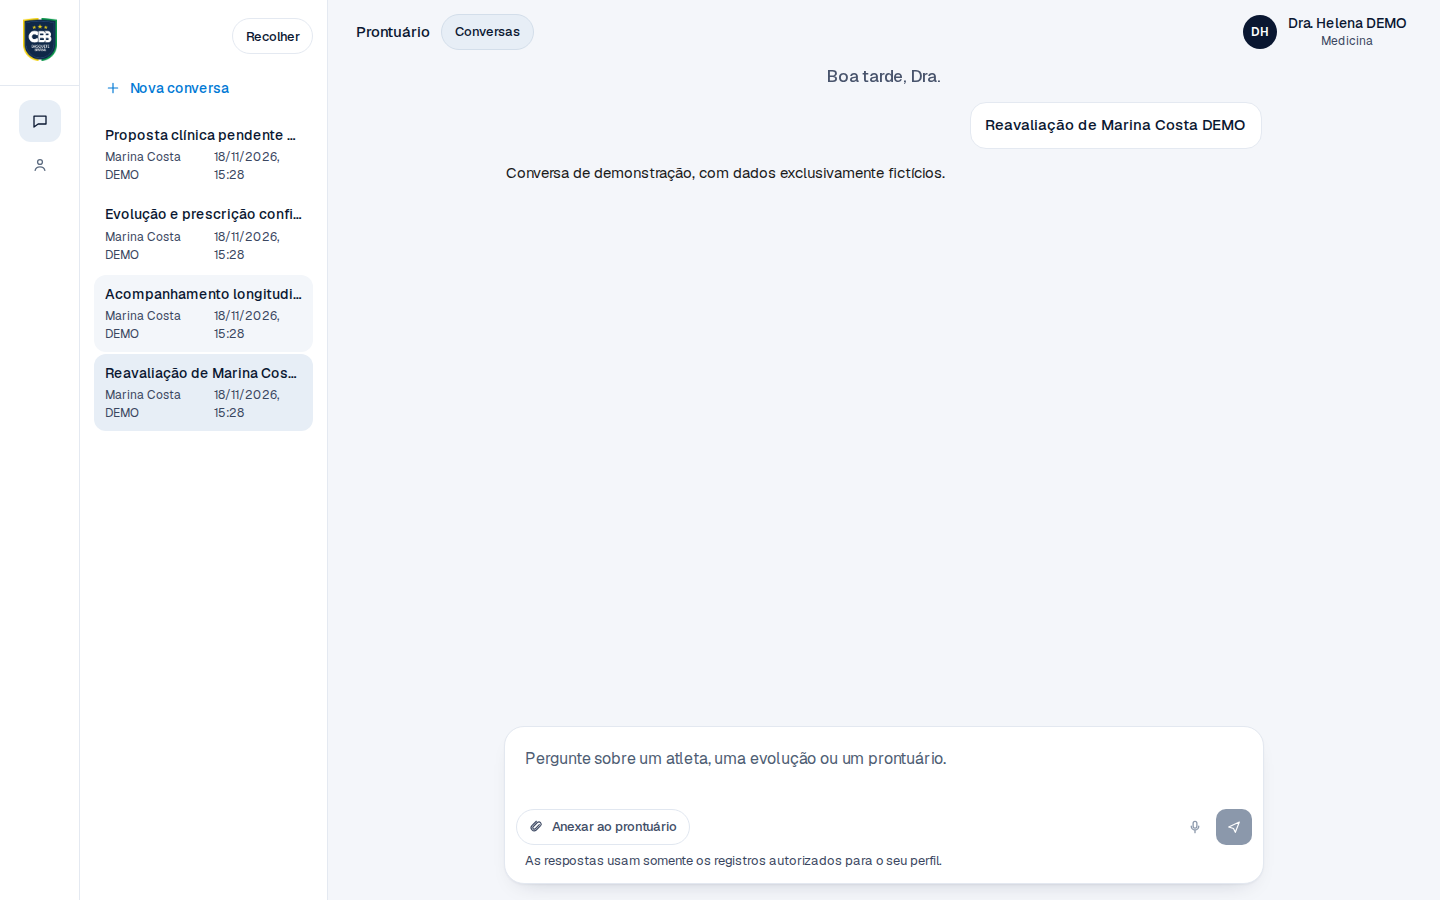 CBB
Recolher
Nova conversa
Proposta clínica pendente ...
Marina Costa DEMO
18/11/2026, 15:28
Evolução e prescrição confi...
Marina Costa DEMO
18/11/2026, 15:28
Acompanhamento longitudi...
Marina Costa DEMO
18/11/2026, 15:28
Reavaliação de Marina Cos...
Marina Costa DEMO
18/11/2026, 15:28
Prontuário
Conversas
DH
Dra. Helena DEMO
Medicina
Boa tarde, Dra.
Reavaliação de Marina Costa DEMO
Conversa de demonstração, com dados exclusivamente fictícios.
Pergunte sobre um atleta, uma evolução ou um prontuário.
Anexar ao prontuário
As respostas usam somente os registros autorizados para o seu perfil.